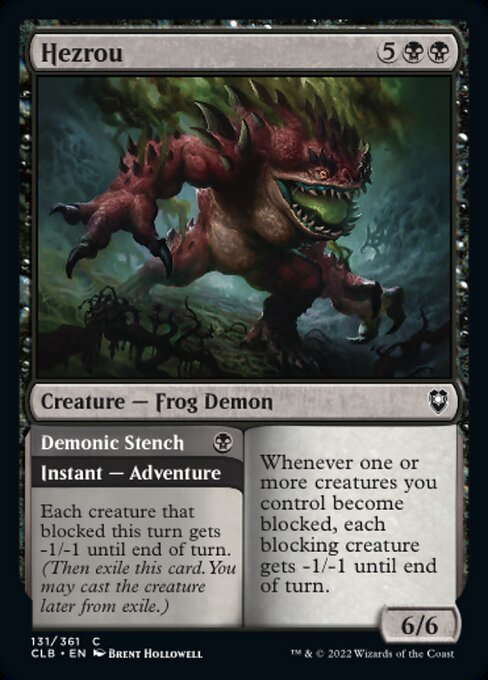 Hezrou 5
Creature — Frog Demon
Demonic Stench
Instant — Adventure
Each creature that
blocked this turn gets
-1/-1 until end of turn.
(Then exile this card. You
may cast the creature
later from exile.)
Whenever one or
more creatures you
control become
blocked, each
blocking creature
gets -1/-1 until end
of turn.
6/6
131/361 C
CLB • EN Brent Hollowell
™ & © 2022 Wizards of the Coast